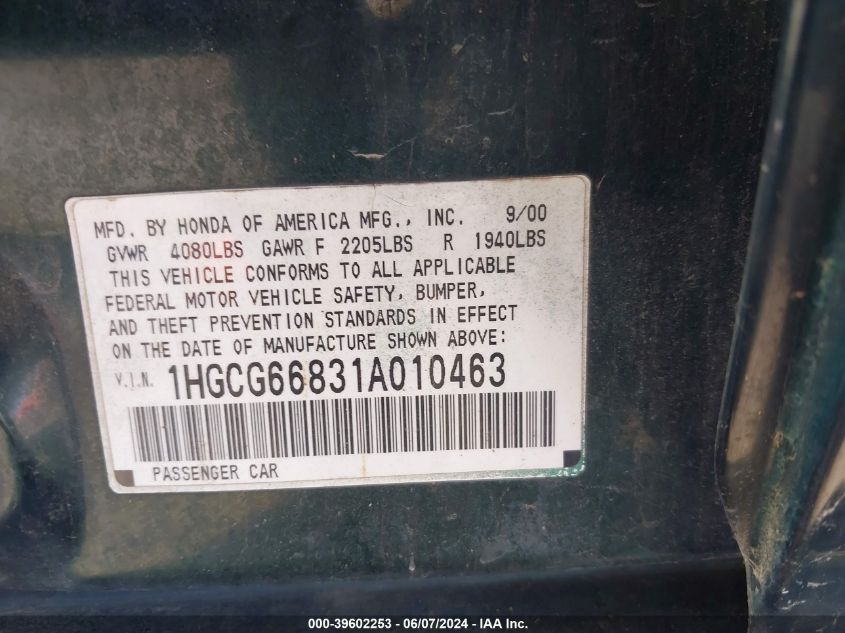 MFD. BY HONDA OF AMERICA MFG., INC. 9/00
GVWR 4080LBS GAWR F 2205LBS R 1940LBS
THIS VEHICLE CONFORMS TO ALL APPLICABLE
FEDERAL MOTOR VEHICLE SAFETY, BUMPER,
AND THEFT PREVENTION STANDARDS IN EFFECT
ON THE DATE OF MANUFACTURE SHOWN ABOVE:
V.I.N. 1HGCG66831A010463
PASSENGER CAR
000-39602253 - 06/07/2024 - IAA Inc.